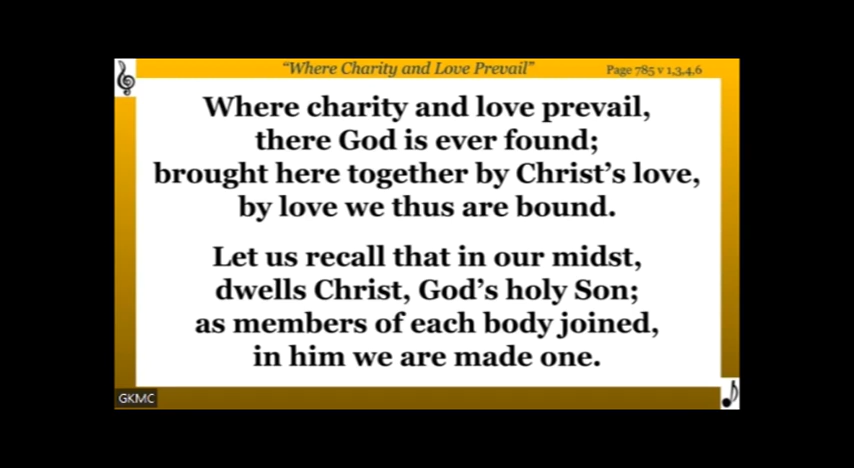 "Where Charity and Love Prevail"
Page 785 v 1,3,4,6
Where charity and love prevail,
there God is ever found;
brought here together by Christ's love,
by love we thus are bound.
Let us recall that in our midst,
dwells Christ, God's holy Son;
as members of each body joined,
in him we are made one.
GKMC